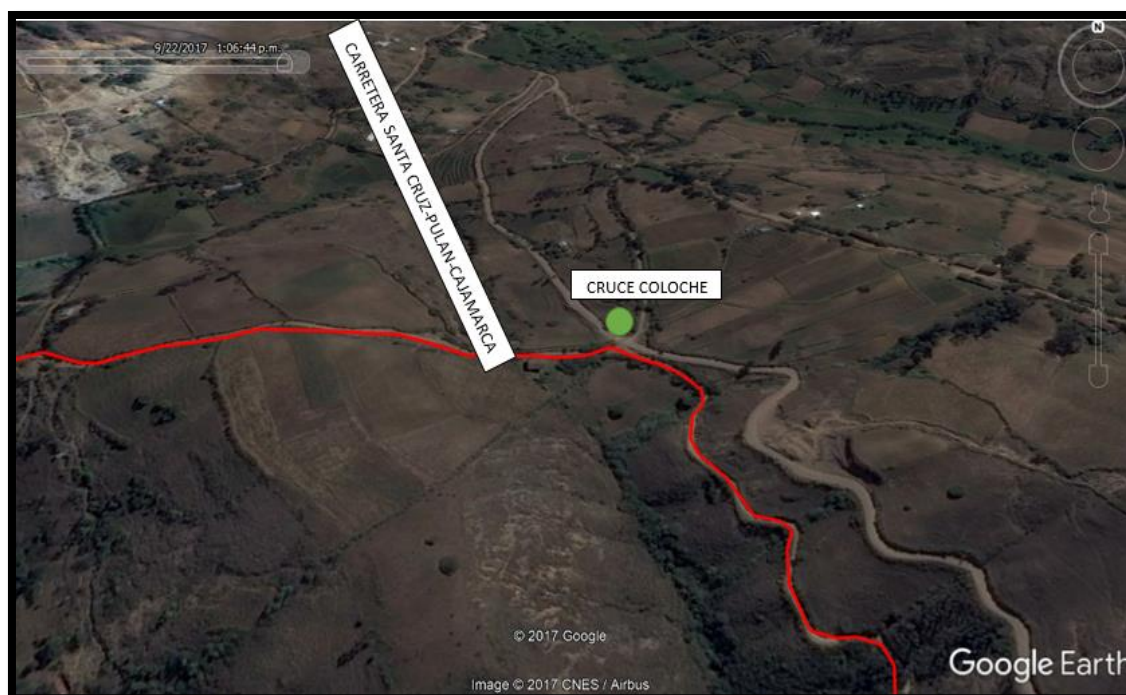 9/22/2017 1:06:44 p.m.
N
CARRETERA SANTA CRUZ-PULAN-CAJAMARCA
CRUCE COLOCHE
© 2017 Google
Image © 2017 CNES / Airbus
Google Earth